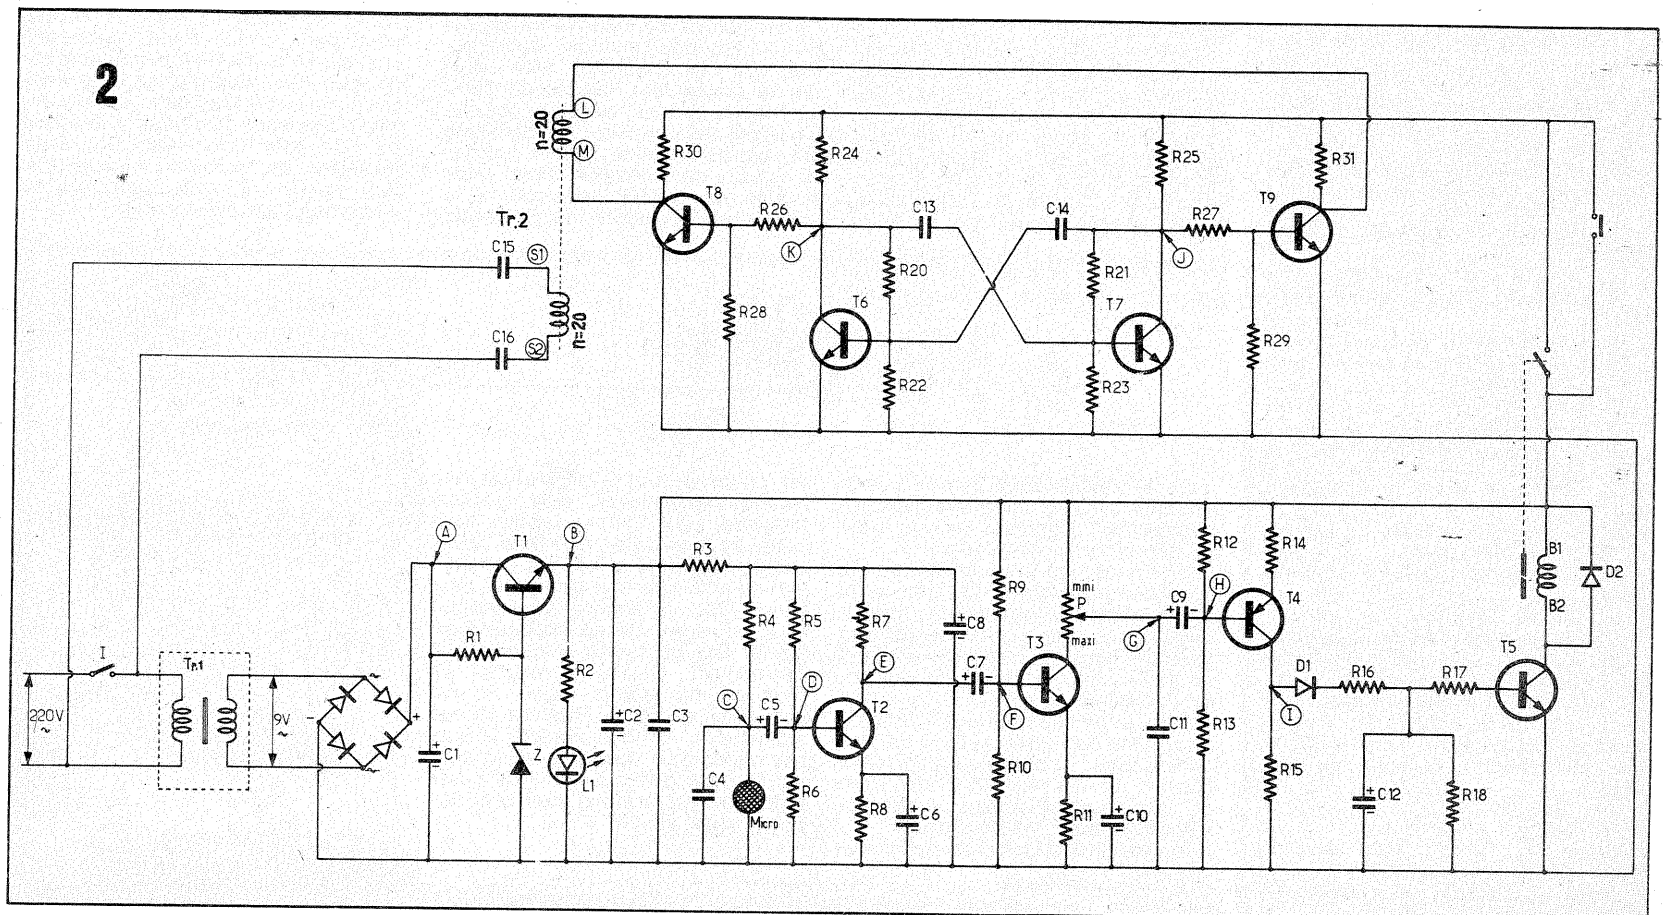 2
n=20
L
M
R30
R24
R25
R31
T8
R26
C13
C14
R27
T9
Tr.2
K
J
C15
S1
R20
R21
R28
T6
T7
R29
n=20
C16
S2
R22
R23
A
T1
B
R3
R9
mini
P
maxi
R12
R14
B1
B2
D2
R4
R5
R7
C8
C9
H
T4
G
I
Tr.1
R1
R2
E
C7
T3
D1
R16
R17
T5
C
C5
D
T2
F
I
220V
~
9V
~
~
~
-
+
+
-
C1
Z
L1
+
-
C2
C3
+
-
C4
Micro
R6
R8
+
-
C6
+
-
R10
R11
+
-
C10
C11
R13
+
-
R15
+
-
C12
R18